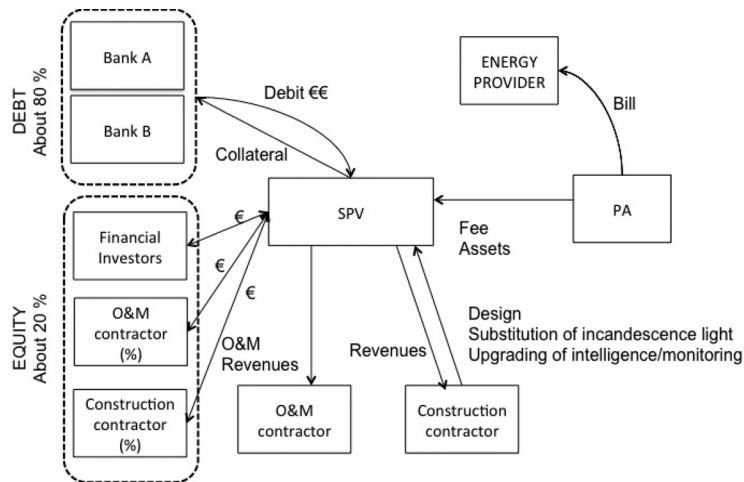 DEBT
About 80 %
Bank A
Bank B
Debit €€
Collateral
ENERGY
PROVIDER
Bill
SPV
PA
Fee
Assets
EQUITY
About 20 %
Financial
Investors
€
O&M
contractor
(%)
€
Construction
contractor
(%)
€
O&M
Revenues
Revenues
Design
Substitution of incandescence light
Upgrading of intelligence/monitoring
O&M
contractor
Construction
contractor